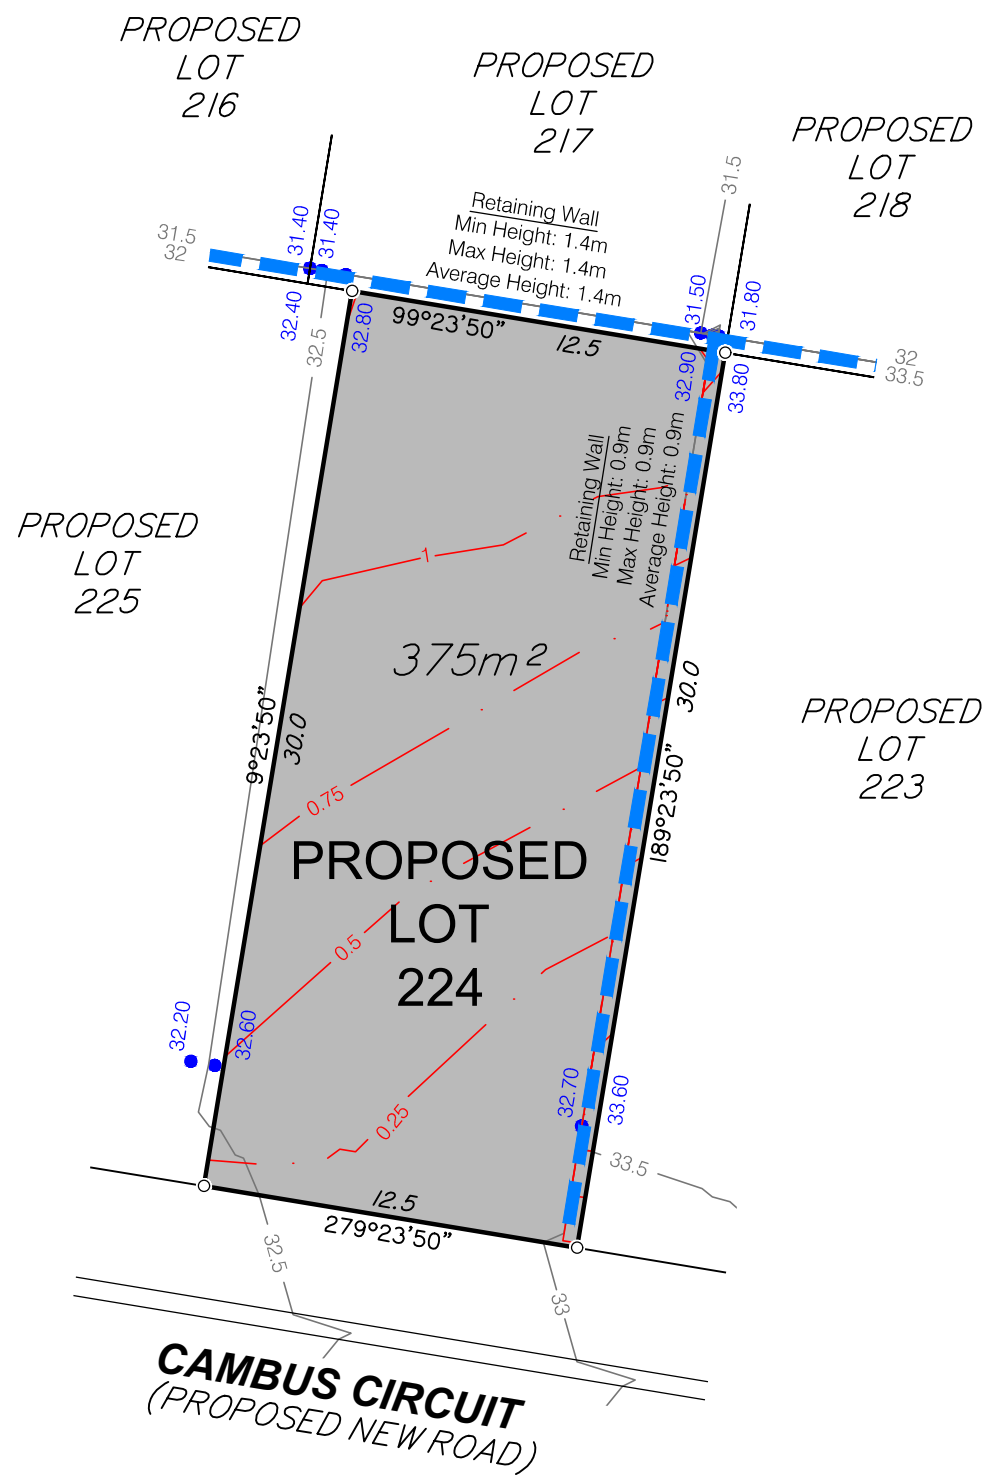 PROPOSED
LOT
216
PROPOSED
LOT
217
PROPOSED
LOT
218
31.5
31.5
32
31.40
31.40
Retaining Wall
Min Height: 1.4m
Max Height: 1.4m
Average Height: 1.4m
31.50
31.80
32.40
32.5
32.80
99°23'50"
12.5
32.90
33.80
32
33.5
Retaining Wall
Min Height: 0.9m
Max Height: 0.9m
Average Height: 0.9m
PROPOSED
LOT
225
1
375m²
9°23'50"
30.0
30.0
189°23'50"
PROPOSED
LOT
223
0.75
PROPOSED
LOT
224
0.5
32.20
32.60
0.25
32.70
33.60
33.5
12.5
279°23'50"
32.5
33
CAMBUS CIRCUIT
(PROPOSED NEW ROAD)